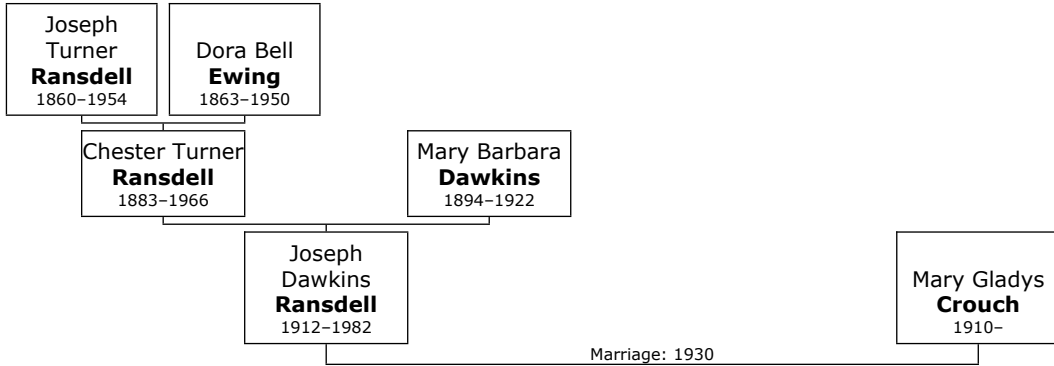 Joseph
Turner
Ransdell
1860–1954
Dora Bell
Ewing
1863–1950
Chester Turner
Ransdell
1883–1966
Mary Barbara
Dawkins
1894–1922
Joseph
Dawkins
Ransdell
1912–1982
Mary Gladys
Crouch
1910–
Marriage: 1930